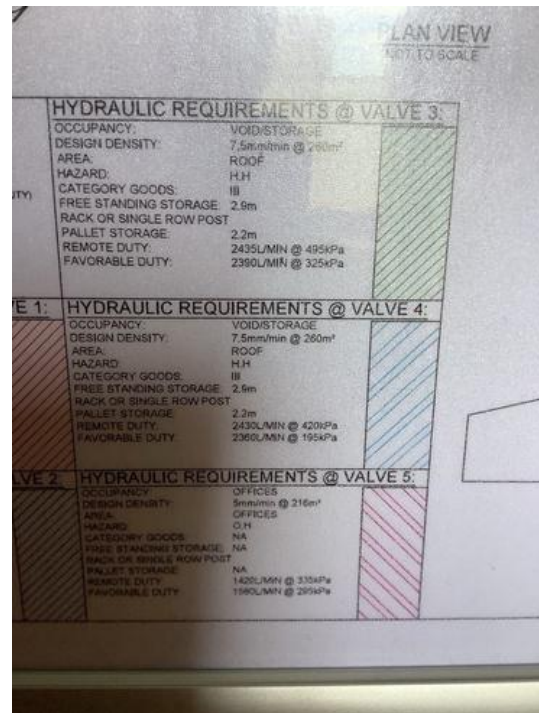 PLAN VIEW
NOT TO SCALE
HYDRAULIC REQUIREMENTS @ VALVE 3:
OCCUPANCY: VOID/STORAGE
DESIGN DENSITY: 7,5mm/min @ 260m²
AREA: ROOF
HAZARD: H.H
CATEGORY GOODS: III
FREE STANDING STORAGE: 2.9m
RACK OR SINGLE ROW POST
PALLET STORAGE: 2.2m
REMOTE DUTY: 2435L/MIN @ 495kPa
FAVORABLE DUTY: 2390L/MIN @ 325kPa
E 1: HYDRAULIC REQUIREMENTS @ VALVE 4:
OCCUPANCY: VOID/STORAGE
DESIGN DENSITY: 7.5mm/min @ 260m²
AREA: ROOF
HAZARD: H.H
CATEGORY GOODS: III
FREE STANDING STORAGE: 2.9m
RACK OR SINGLE ROW POST
PALLET STORAGE: 2.2m
REMOTE DUTY: 2430L/MIN @ 420kPa
FAVORABLE DUTY: 2360L/MIN @ 195kPa
LVE 2: HYDRAULIC REQUIREMENTS @ VALVE 5:
OCCUPANCY: OFFICES
DESIGN DENSITY: 5mm/min @ 216m²
AREA: OFFICES
HAZARD: O.H
CATEGORY GOODS: NA
FREE STANDING STORAGE: NA
RACK OR SINGLE ROW POST
PALLET STORAGE: NA
REMOTE DUTY: 1420L/MIN @ 335kPa
FAVORABLE DUTY: 1560L/MIN @ 295kPa